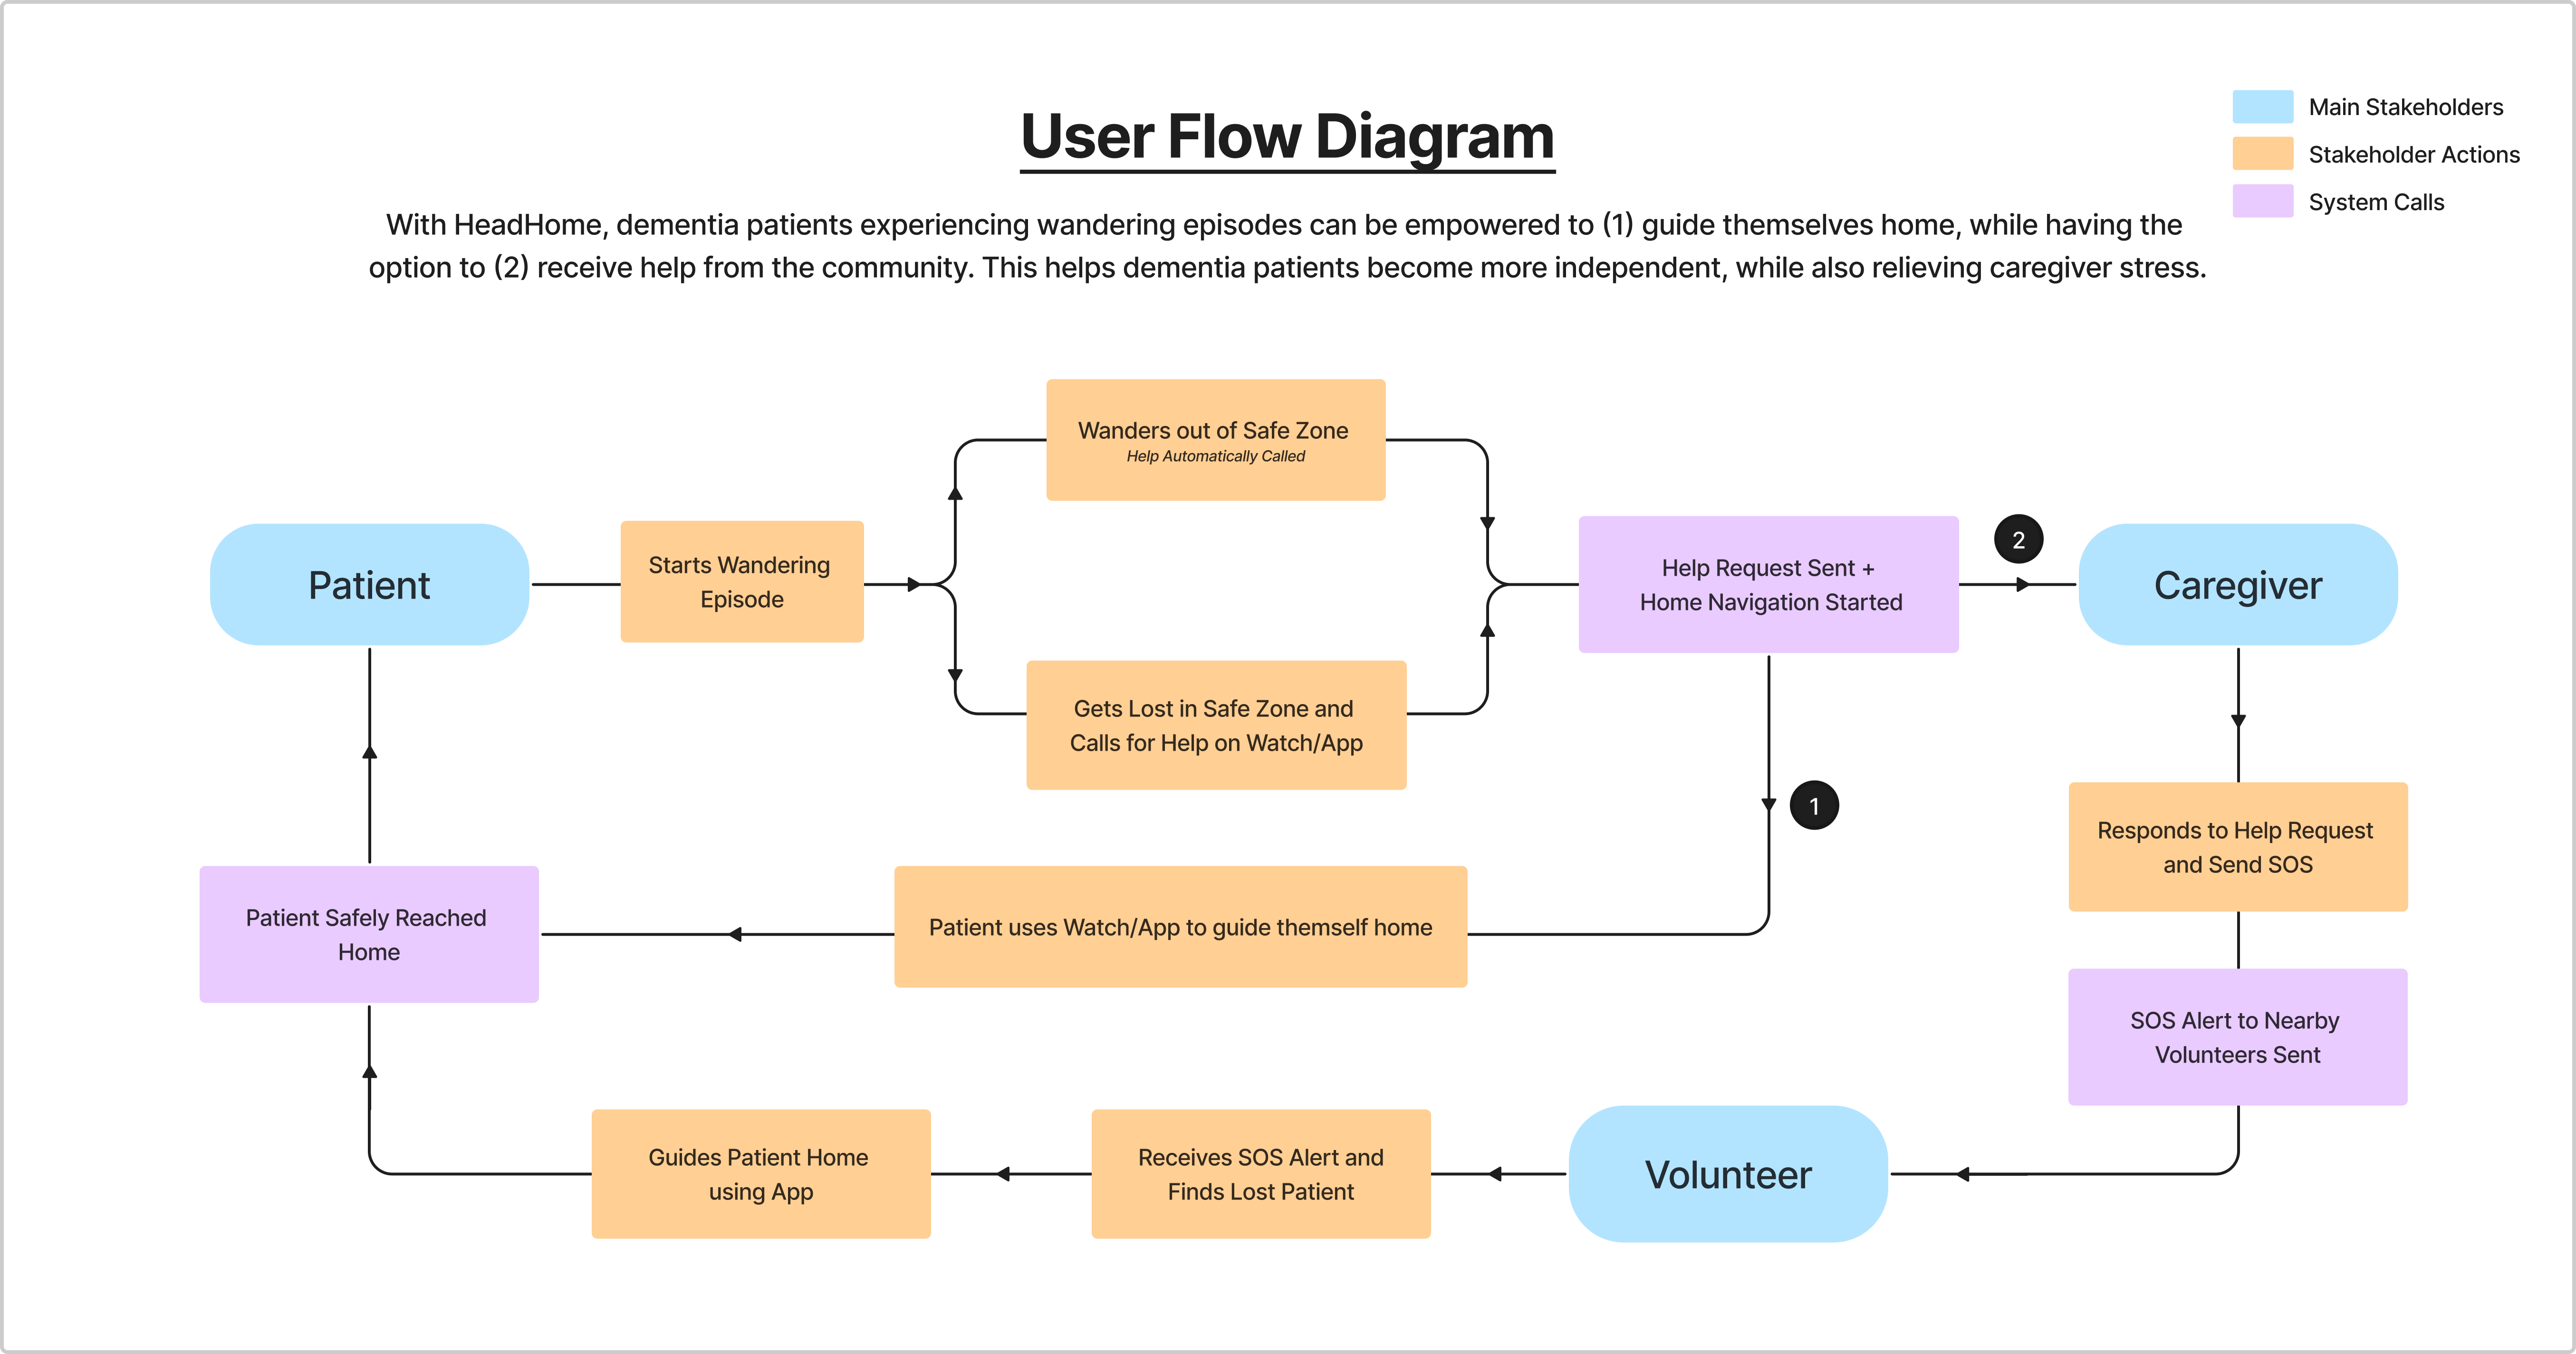 User Flow Diagram
Main Stakeholders
Stakeholder Actions
System Calls
With HeadHome, dementia patients experiencing wandering episodes can be empowered to (1) guide themselves home, while having the
option to (2) receive help from the community. This helps dementia patients become more independent, while also relieving caregiver stress.
Wanders out of Safe Zone
Help Automatically Called
Patient
Starts Wandering
Episode
Help Request Sent +
Home Navigation Started
2
Caregiver
Gets Lost in Safe Zone and
Calls for Help on Watch/App
1
Responds to Help Request
and Send SOS
Patient Safely Reached
Home
Patient uses Watch/App to guide themself home
SOS Alert to Nearby
Volunteers Sent
Guides Patient Home
using App
Receives SOS Alert and
Finds Lost Patient
Volunteer